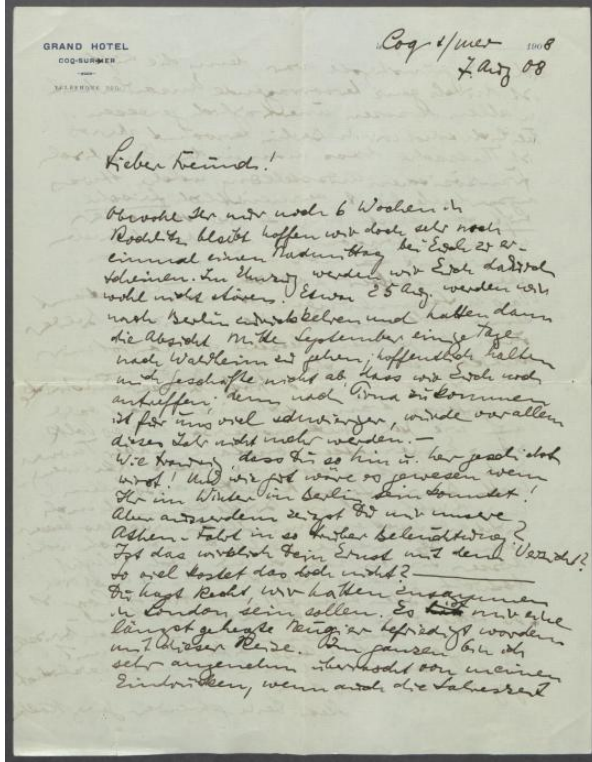 GRAND HOTEL
COQ-SUR-MER
TÉLÉPHONE
Coq s/mer 1908
7. Aug 08
Lieber Freund!
Obwohl Ihr nur noch 6 Wochen in
Rochlitz bleibt hoffen wir doch sehr noch
einmal einen Nachmittag bei Euch zu er-
scheinen. Im Umzug werden wir Euch dadurch
wohl nicht stören. Etwa 25 Aug. werden wir
nach Berlin zurückkehren und hatten dann
die Absicht Mitte September einige Tage
nach Waldheim zu gehen, hoffentlich halten
mich Geschäfte nicht ab, dass wir Euch noch
antreffen, denn nach Pirna zu kommen
ist für uns viel schwieriger, würde vor allem
dieses Jahr nicht mehr werden. –
Wie traurig, dass Du so hin u. her geschickt
wirst! Und wie gut wäre es gewesen wenn
Ihr im Winter in Berlin sein konntet!
Aber ausserdem zeigst Du mir unsere
Athen-Fahrt in so trüber Beleuchtung?
Ist das wirklich Dein Ernst mit dem Verzicht?
So viel kostet das doch nicht? —
Du hast Recht, wir hätten zusammen
in London sein sollen. Es ist mir eine
längst gehegte Neugier befriedigt worden
mit dieser Reise. Im ganzen bin ich
sehr angenehm überrascht von meinen
Eindrücken, wenn auch die Jahreszeit